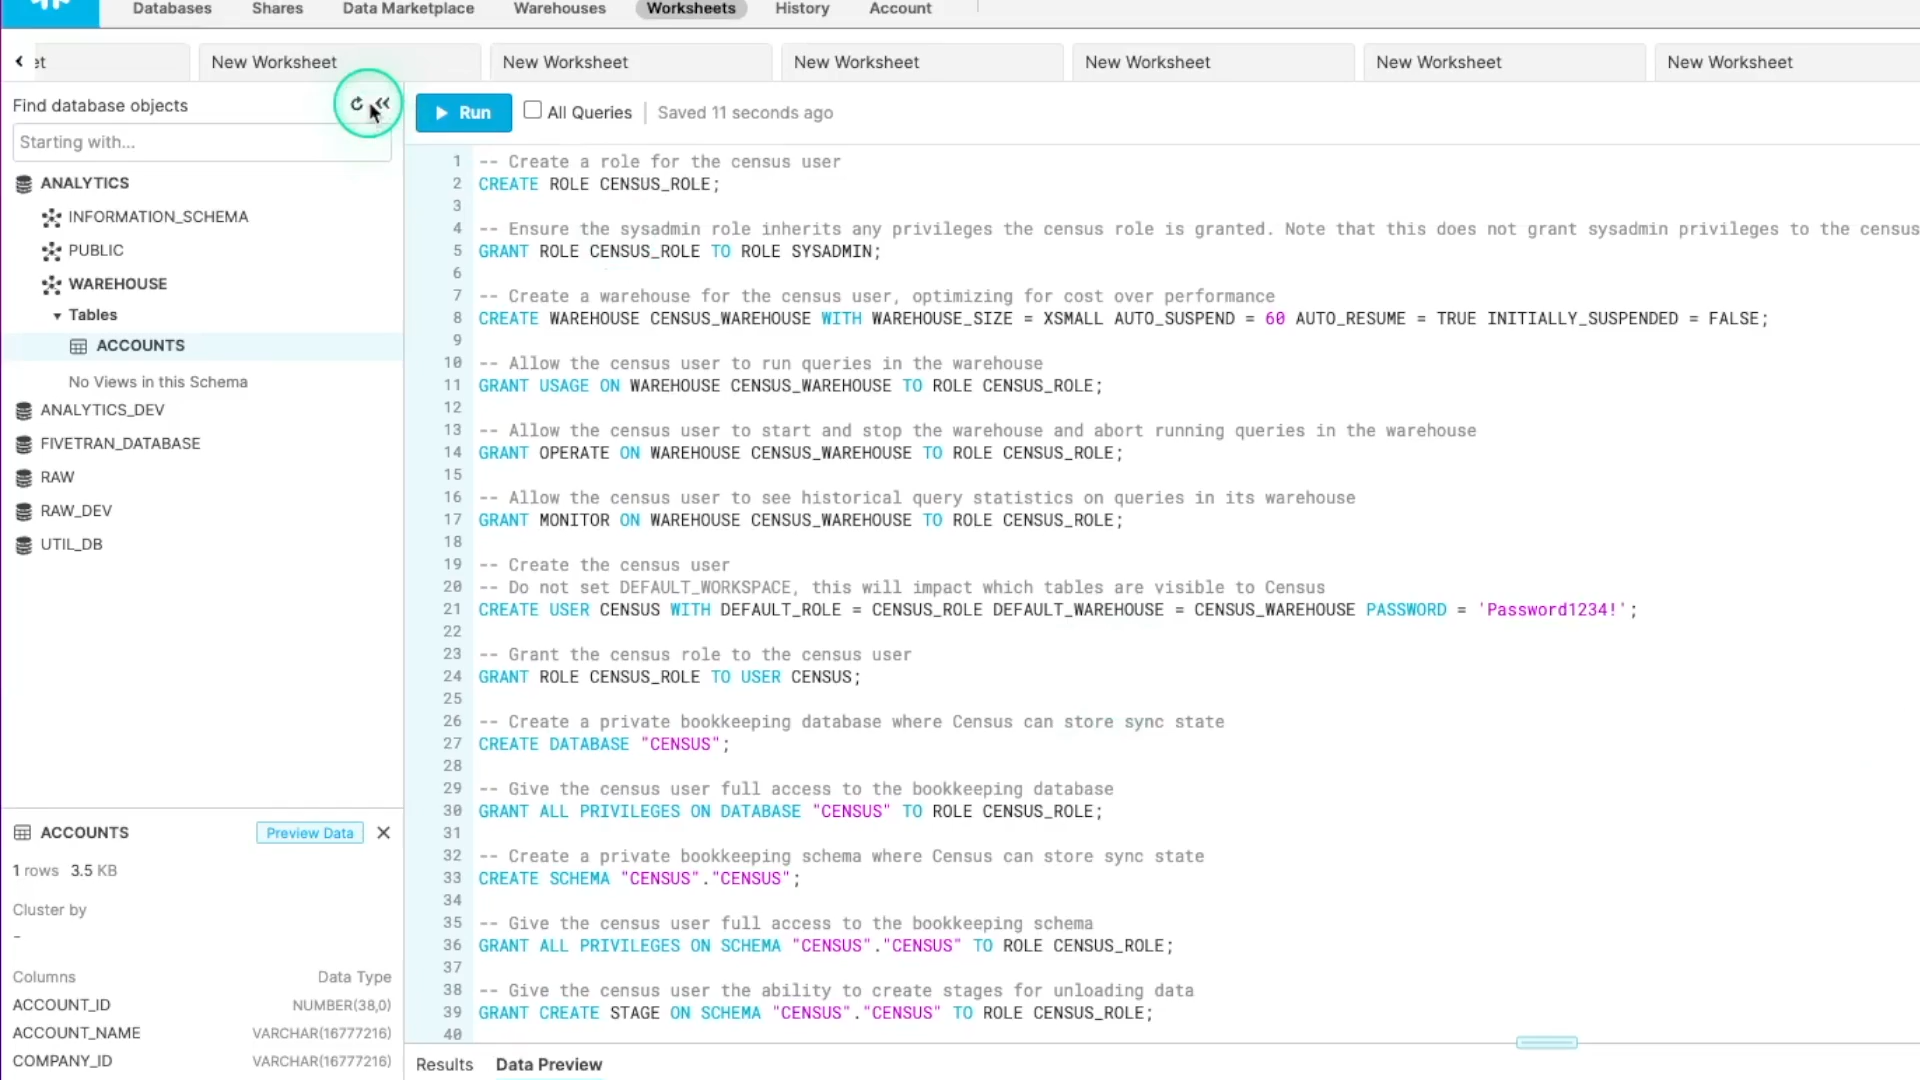 Databases Shares Data Marketplace Warehouses Worksheets History Account
et New Worksheet New Worksheet New Worksheet New Worksheet New Worksheet New Worksheet
Find database objects
Starting with...
ANALYTICS
INFORMATION_SCHEMA
PUBLIC
WAREHOUSE
Tables
ACCOUNTS
No Views in this Schema
ANALYTICS_DEV
FIVETRAN_DATABASE
RAW
RAW_DEV
UTIL_DB
ACCOUNTS Preview Data
1 rows 3.5 KB
Cluster by
-
Columns Data Type
ACCOUNT_ID NUMBER(38,0)
ACCOUNT_NAME VARCHAR(16777216)
COMPANY_ID VARCHAR(16777216)
Run All Queries Saved 11 seconds ago
1 -- Create a role for the census user
2 CREATE ROLE CENSUS_ROLE;
3
4 -- Ensure the sysadmin role inherits any privileges the census role is granted. Note that this does not grant sysadmin privileges to the census
5 GRANT ROLE CENSUS_ROLE TO ROLE SYSADMIN;
6
7 -- Create a warehouse for the census user, optimizing for cost over performance
8 CREATE WAREHOUSE CENSUS_WAREHOUSE WITH WAREHOUSE_SIZE = XSMALL AUTO_SUSPEND = 60 AUTO_RESUME = TRUE INITIALLY_SUSPENDED = FALSE;
9
10 -- Allow the census user to run queries in the warehouse
11 GRANT USAGE ON WAREHOUSE CENSUS_WAREHOUSE TO ROLE CENSUS_ROLE;
12
13 -- Allow the census user to start and stop the warehouse and abort running queries in the warehouse
14 GRANT OPERATE ON WAREHOUSE CENSUS_WAREHOUSE TO ROLE CENSUS_ROLE;
15
16 -- Allow the census user to see historical query statistics on queries in its warehouse
17 GRANT MONITOR ON WAREHOUSE CENSUS_WAREHOUSE TO ROLE CENSUS_ROLE;
18
19 -- Create the census user
20 -- Do not set DEFAULT_WORKSPACE, this will impact which tables are visible to Census
21 CREATE USER CENSUS WITH DEFAULT_ROLE = CENSUS_ROLE DEFAULT_WAREHOUSE = CENSUS_WAREHOUSE PASSWORD = 'Password1234!';
22
23 -- Grant the census role to the census user
24 GRANT ROLE CENSUS_ROLE TO USER CENSUS;
25
26 -- Create a private bookkeeping database where Census can store sync state
27 CREATE DATABASE "CENSUS";
28
29 -- Give the census user full access to the bookkeeping database
30 GRANT ALL PRIVILEGES ON DATABASE "CENSUS" TO ROLE CENSUS_ROLE;
31
32 -- Create a private bookkeeping schema where Census can store sync state
33 CREATE SCHEMA "CENSUS"."CENSUS";
34
35 -- Give the census user full access to the bookkeeping schema
36 GRANT ALL PRIVILEGES ON SCHEMA "CENSUS"."CENSUS" TO ROLE CENSUS_ROLE;
37
38 -- Give the census user the ability to create stages for unloading data
39 GRANT CREATE STAGE ON SCHEMA "CENSUS"."CENSUS" TO ROLE CENSUS_ROLE;
40
Results Data Preview